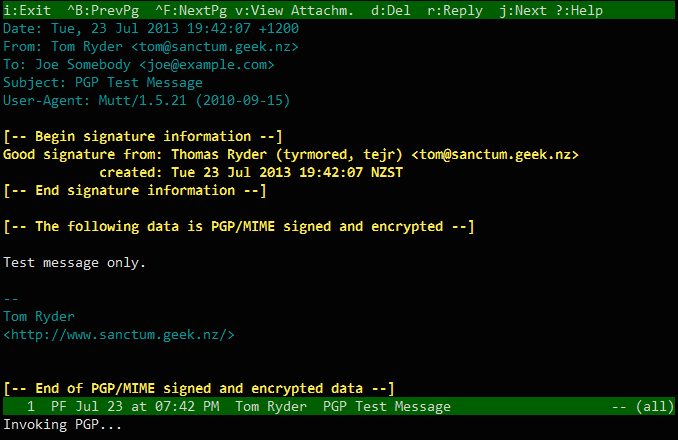 i:Exit  ^B:PrevPg  ^F:NextPg v:View Attachm.  d:Del  r:Reply  j:Next ?:Help
Date: Tue, 23 Jul 2013 19:42:07 +1200
From: Tom Ryder <tom@sanctum.geek.nz>
To: Joe Somebody <joe@example.com>
Subject: PGP Test Message
User-Agent: Mutt/1.5.21 (2010-09-15)
[-- Begin signature information --]
Good signature from: Thomas Ryder (tyrmored, tejr) <tom@sanctum.geek.nz>
created: Tue 23 Jul 2013 19:42:07 NZST
[-- End signature information --]
[-- The following data is PGP/MIME signed and encrypted --]
Test message only.
--
Tom Ryder
<http://www.sanctum.geek.nz/>
[-- End of PGP/MIME signed and encrypted data --]
1  PF Jul 23 at 07:42 PM  Tom Ryder  PGP Test Message  -- (all)
Invoking PGP...